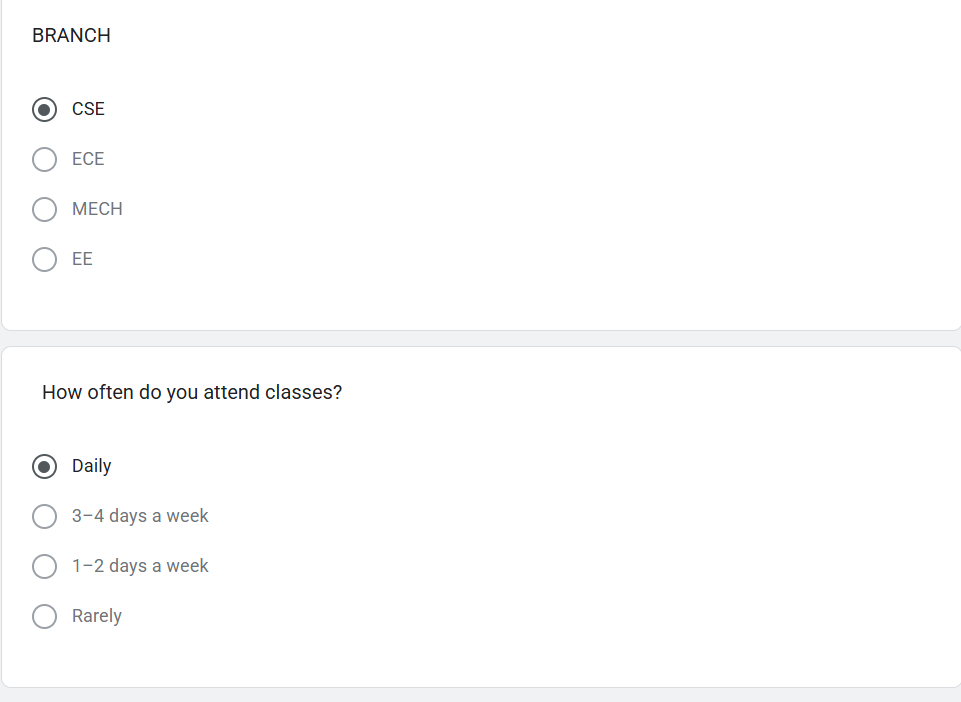 BRANCH
CSE
ECE
MECH
EE
How often do you attend classes?
Daily
3–4 days a week
1–2 days a week
Rarely